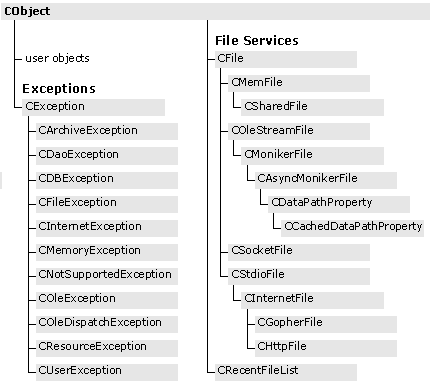 CObject
user objects
Exceptions
CException
CArchiveException
CDaoException
CDBException
CFileException
CInternetException
CMemoryException
CNotSupportedException
COleException
COleDispatchException
CResourceException
CUserException
File Services
CFile
CMemFile
CSharedFile
COleStreamFile
CMonikerFile
CAsyncMonikerFile
CDataPathProperty
CCachedDataPathProperty
CSocketFile
CStdioFile
CInternetFile
CGopherFile
CHttpFile
CRecentFileList